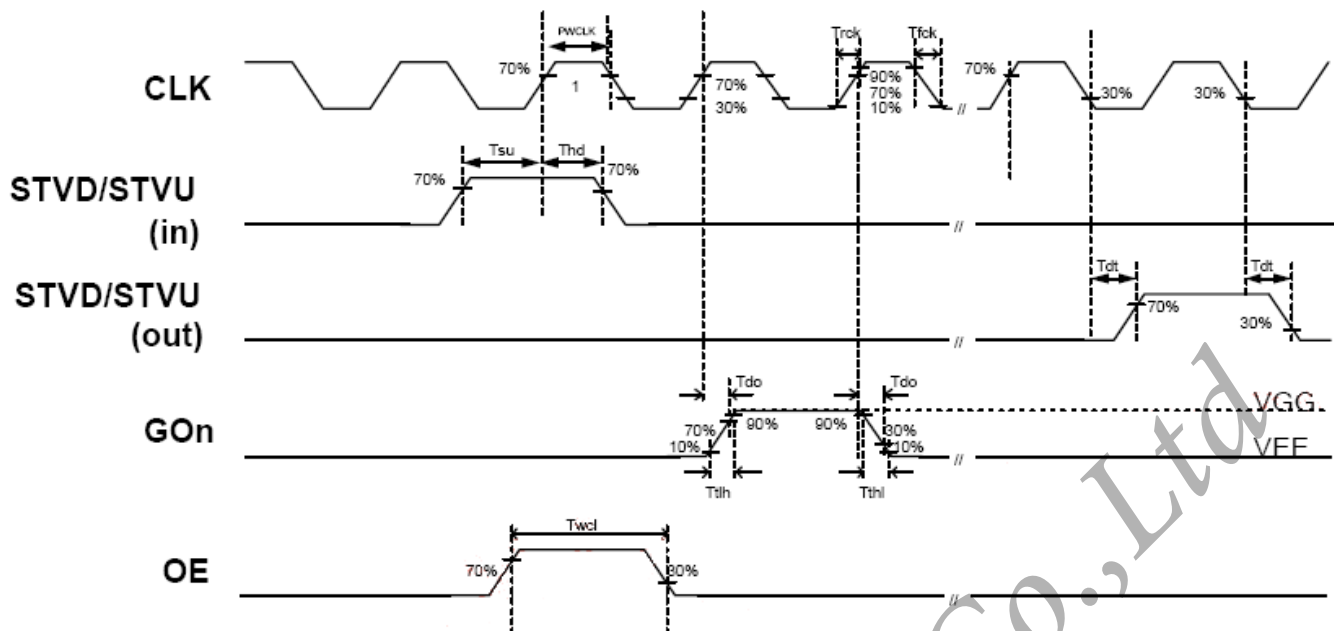 PWCLK
Trck
Tfck
CLK
70%
1
70%
30%
90%
70%
10%
//
70%
30%
30%
STVD/STVU
(in)
70%
Tsu
Thd
70%
//
STVD/STVU
(out)
//
Tdt
70%
Tdt
30%
GOn
Tdo
Tdo
70%
10%
90%
90%
30%
10%
//
VGG
VEE
Ttlh
Tthl
OE
Twcl
70%
30%
//
Co.,Ltd